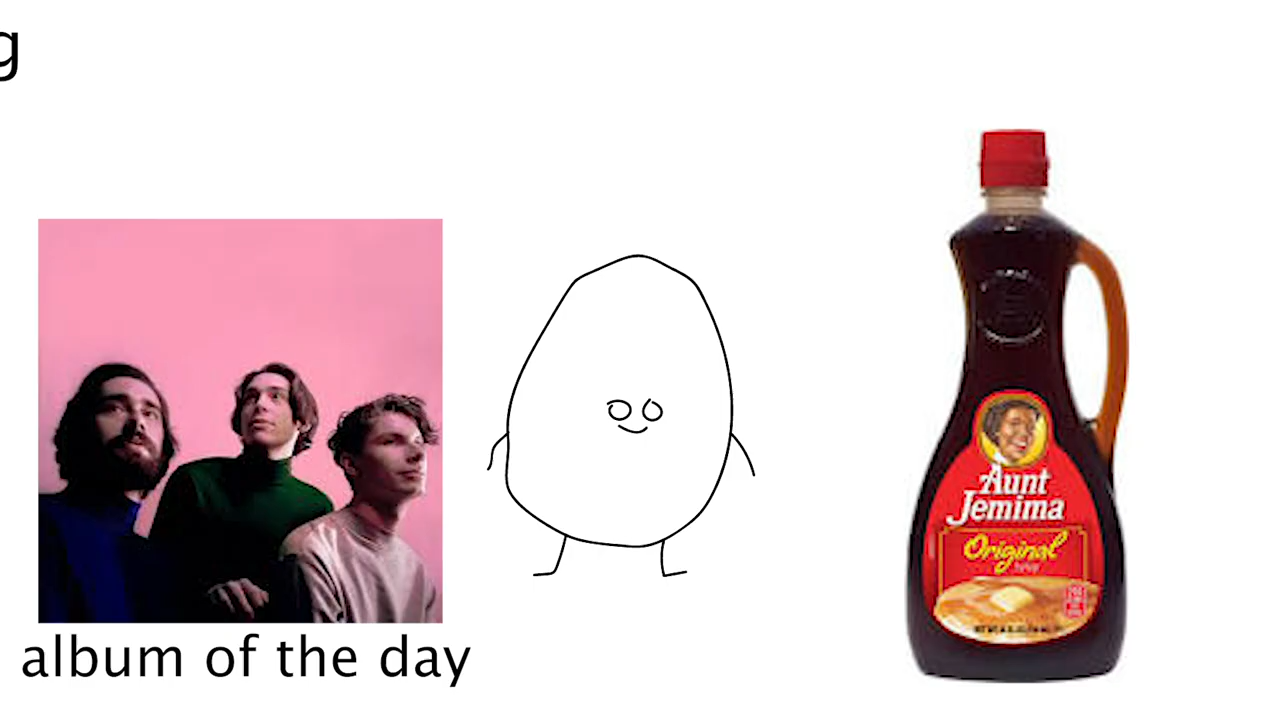 g
album of the day
Aunt
Jemima
Original